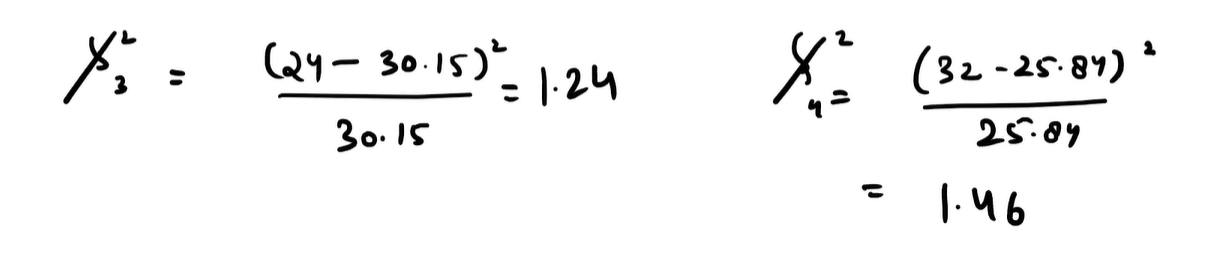 χ²₃ = (24 - 30.15)² / 30.15 = 1.24
χ²₄ = (32 - 25.84)² / 25.84
= 1.46